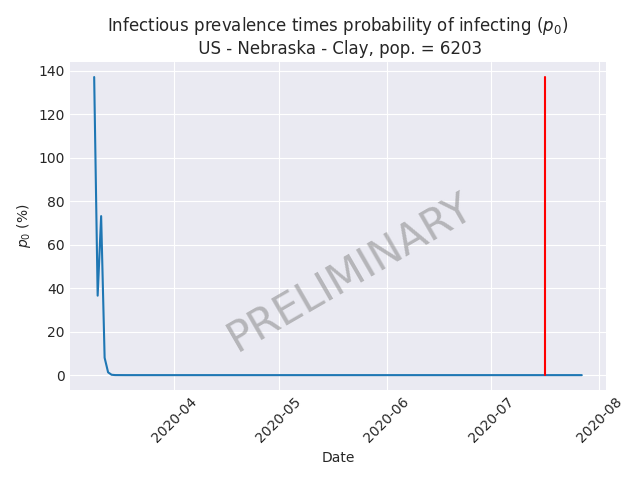 Infectious prevalence times probability of infecting (p₀)
US - Nebraska - Clay, pop. = 6203
140
120
100
80
60
40
20
0
p₀ (%)
PRELIMINARY
2020-04
2020-05
2020-06
2020-07
2020-08
Date